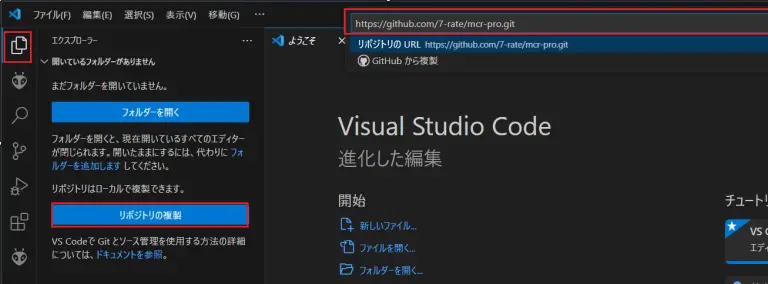 ファイル(F) 編集(E) 選択(S) 表示(V) 移動(G) …
https://github.com/7-rate/mcr-pro.git
リポジトリの URL https://github.com/7-rate/mcr-pro.git
GitHub から複製
エクスプローラー
ようこそ
開いているフォルダーがありません
まだフォルダーを開いていません。
フォルダーを開く
フォルダーを開くと、現在開いているすべてのエディター
が閉じられます。開いたままにするには、代わりに フォ
ルダーを追加します してください。
リポジトリはローカルで複製できます。
リポジトリの複製
VS Codeで Git とソース管理を使用する方法の詳細
については、ドキュメントを参照。
Visual Studio Code
進化した編集
開始
新しいファイル...
ファイルを開く...
フォルダーを開く...
チュートリ
VS C
エディ